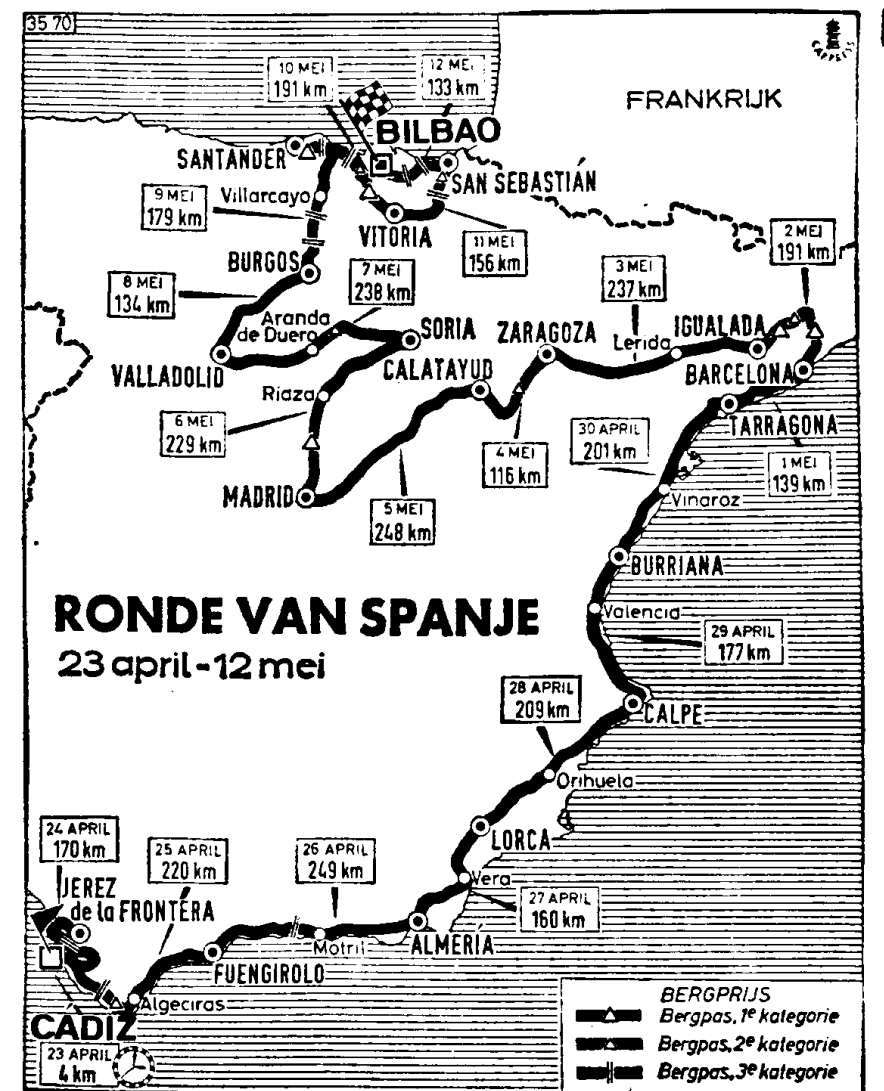 35 70
CAPPRESS
10 MEI
191 km
12 MEI
133 km
FRANKRIJK
BILBAO
SANTANDER
SAN SEBASTIÁN
Villarcayo
9 MEI
179 km
VITORIA
11 MEI
156 km
2 MEI
191 km
BURGOS
8 MEI
134 km
7 MEI
238 km
3 MEI
237 km
Aranda
de Duero
SORIA
ZARAGOZA
Lerida
IGUALADA
VALLADOLID
CALATAYUD
BARCELONA
Riaza
6 MEI
229 km
4 MEI
116 km
30 APRIL
201 km
TARRAGONA
1 MEI
139 km
MADRID
5 MEI
248 km
Vinaroz
BURRIANA
RONDE VAN SPANJE
23 april-12 mei
Valencia
29 APRIL
177 km
28 APRIL
209 km
CALPE
Orihuela
24 APRIL
170 km
25 APRIL
220 km
26 APRIL
249 km
LORCA
JEREZ
de la FRONTERA
Vera
27 APRIL
160 km
Motril
ALMERÍA
FUENGIROLO
Algeciras
CADIZ
23 APRIL
4 km
BERGPRIJS
Bergpas, 1e kategorie
Bergpas, 2e kategorie
Bergpas, 3e kategorie